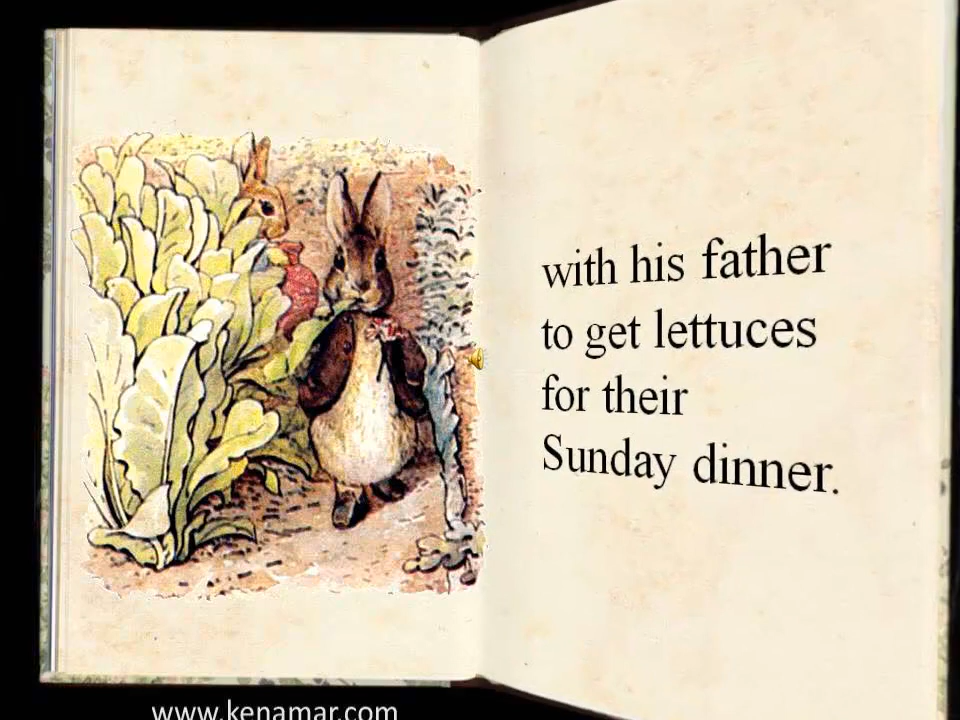 with his father
to get lettuces
for their
Sunday dinner.
www.kenamar.com